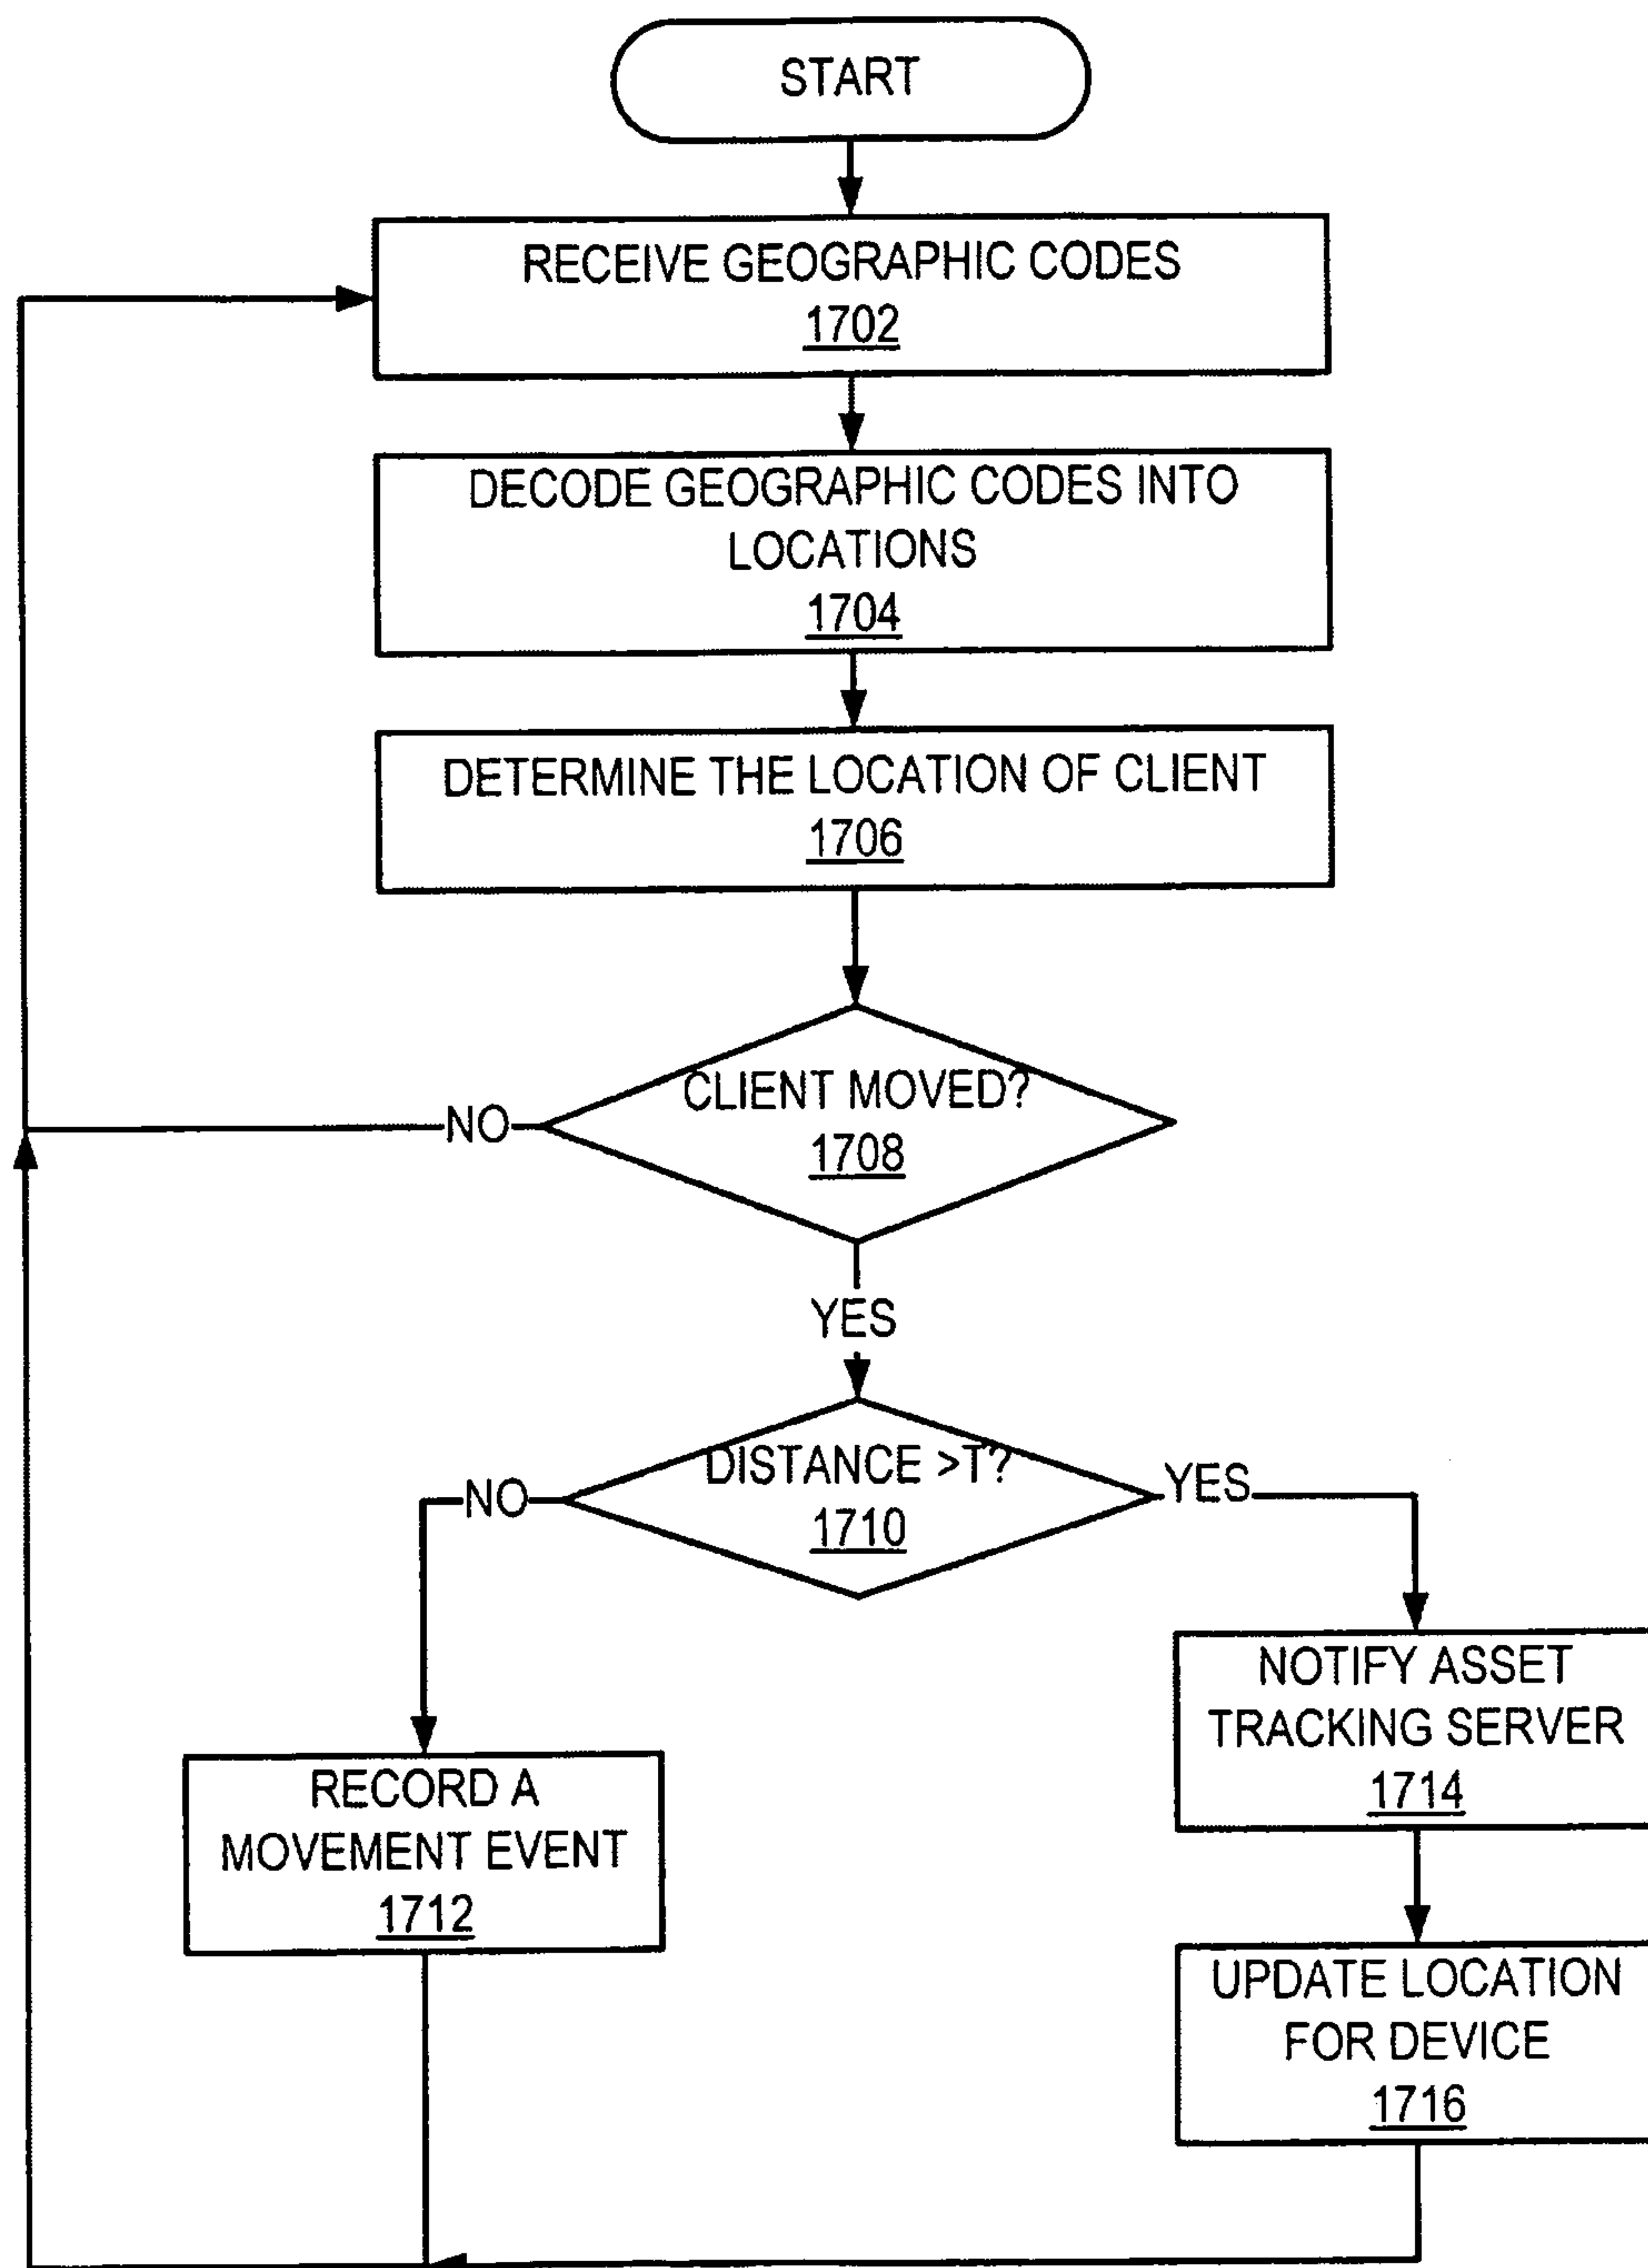 START
RECEIVE GEOGRAPHIC CODES
1702
DECODE GEOGRAPHIC CODES INTO
LOCATIONS
1704
DETERMINE THE LOCATION OF CLIENT
1706
CLIENT MOVED?
1708
NO
YES
DISTANCE >T?
1710
NO
YES
NOTIFY ASSET
TRACKING SERVER
1714
RECORD A
MOVEMENT EVENT
1712
UPDATE LOCATION
FOR DEVICE
1716